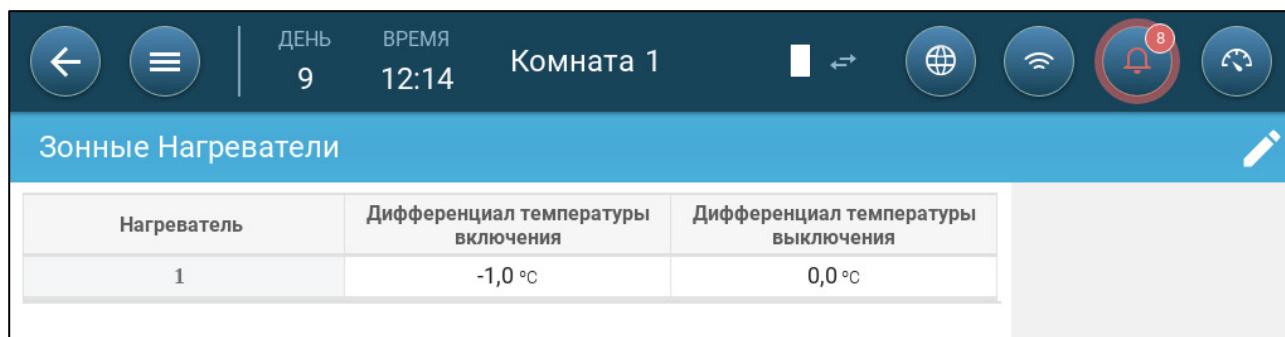 ДЕНЬ ВРЕМЯ
9 12:14 Комната 1 8
Зонные Нагреватели
Нагреватель Дифференциал температуры включения Дифференциал температуры выключения
1 -1,0 °C 0,0 °C